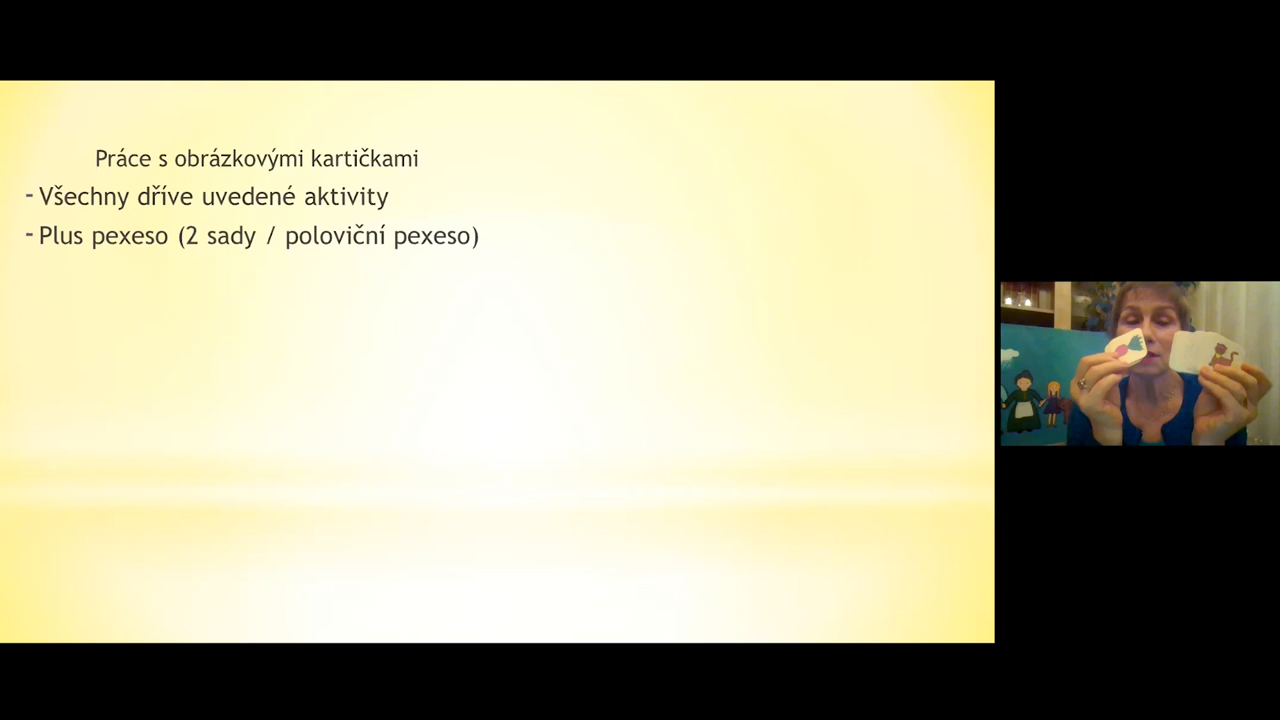 Práce s obrázkovými kartičkami
- Všechny dříve uvedené aktivity
- Plus pexeso (2 sady / poloviční pexeso)